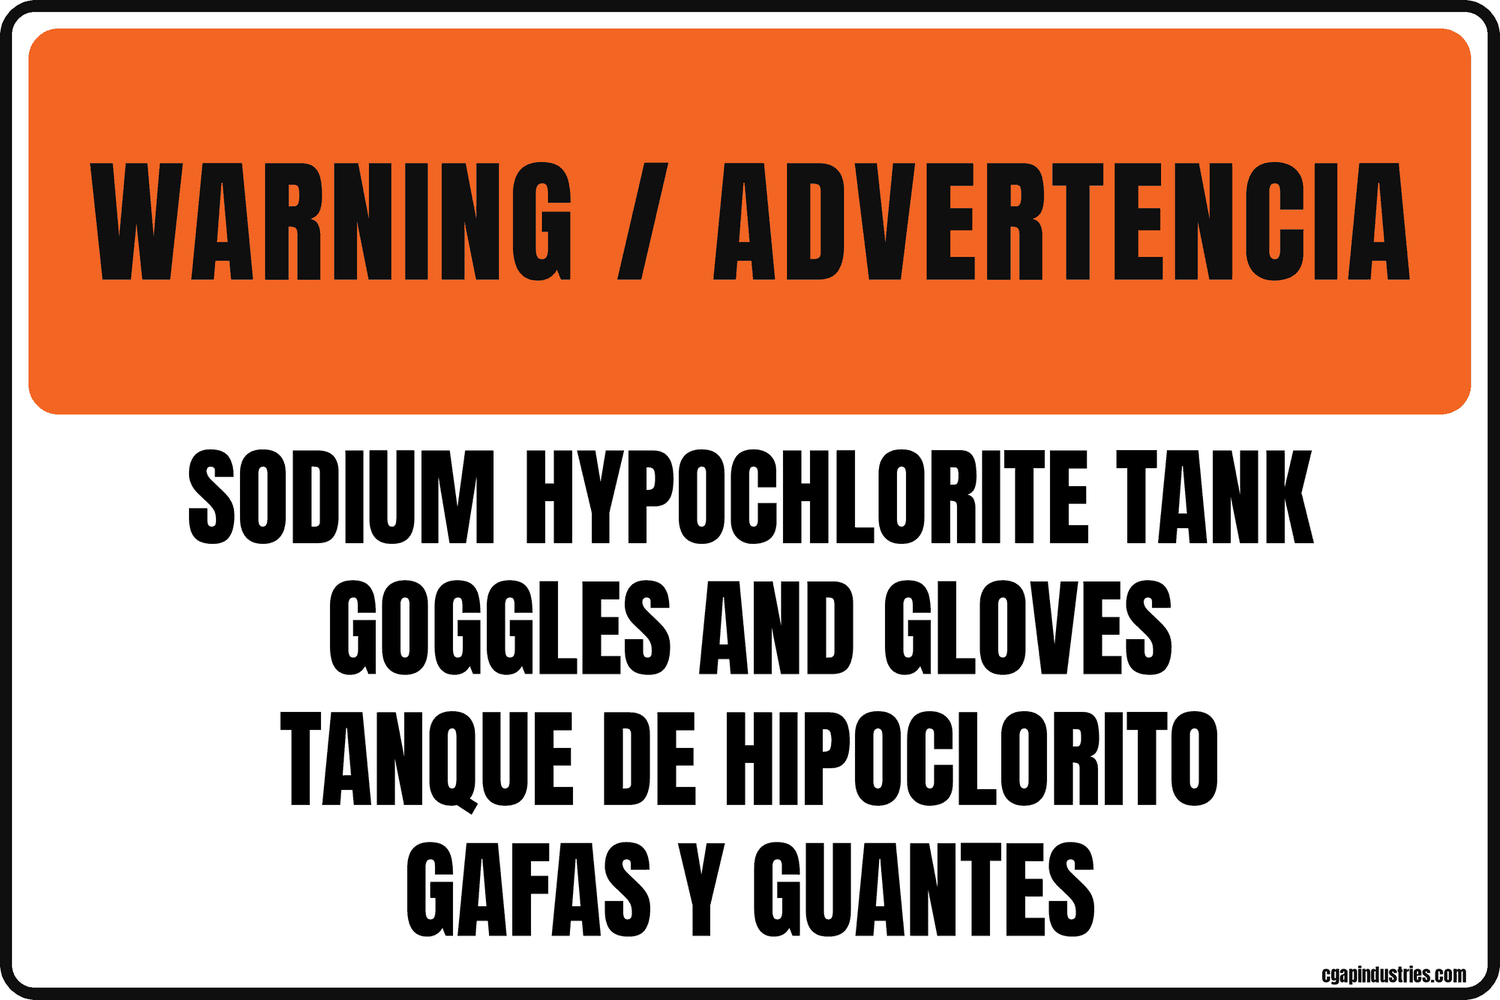 WARNING / ADVERTENCIA
SODIUM HYPOCHLORITE TANK
GOGGLES AND GLOVES
TANQUE DE HIPOCLORITO
GAFAS Y GUANTES
cgapindustries.com